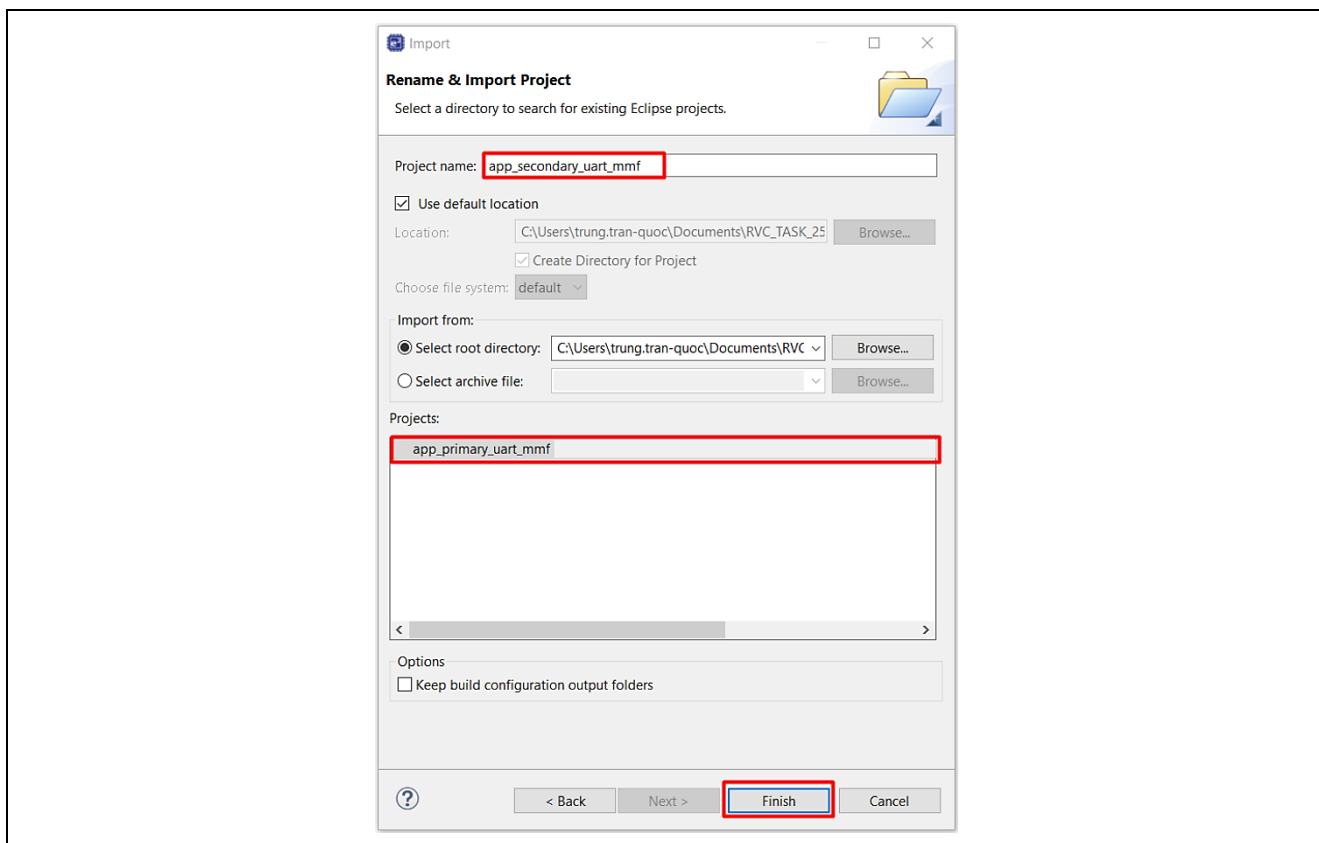 Import
Rename & Import Project
Select a directory to search for existing Eclipse projects.
Project name: app_secondary_uart_mmf
Use default location
Location: C:\Users\trung.tran-quoc\Documents\RVC_TASK_25 Browse...
Create Directory for Project
Choose file system: default
Import from:
Select root directory: C:\Users\trung.tran-quoc\Documents\RVC Browse...
Select archive file: Browse...
Projects:
app_primary_uart_mmf
Options
Keep build configuration output folders
? < Back Next > Finish Cancel